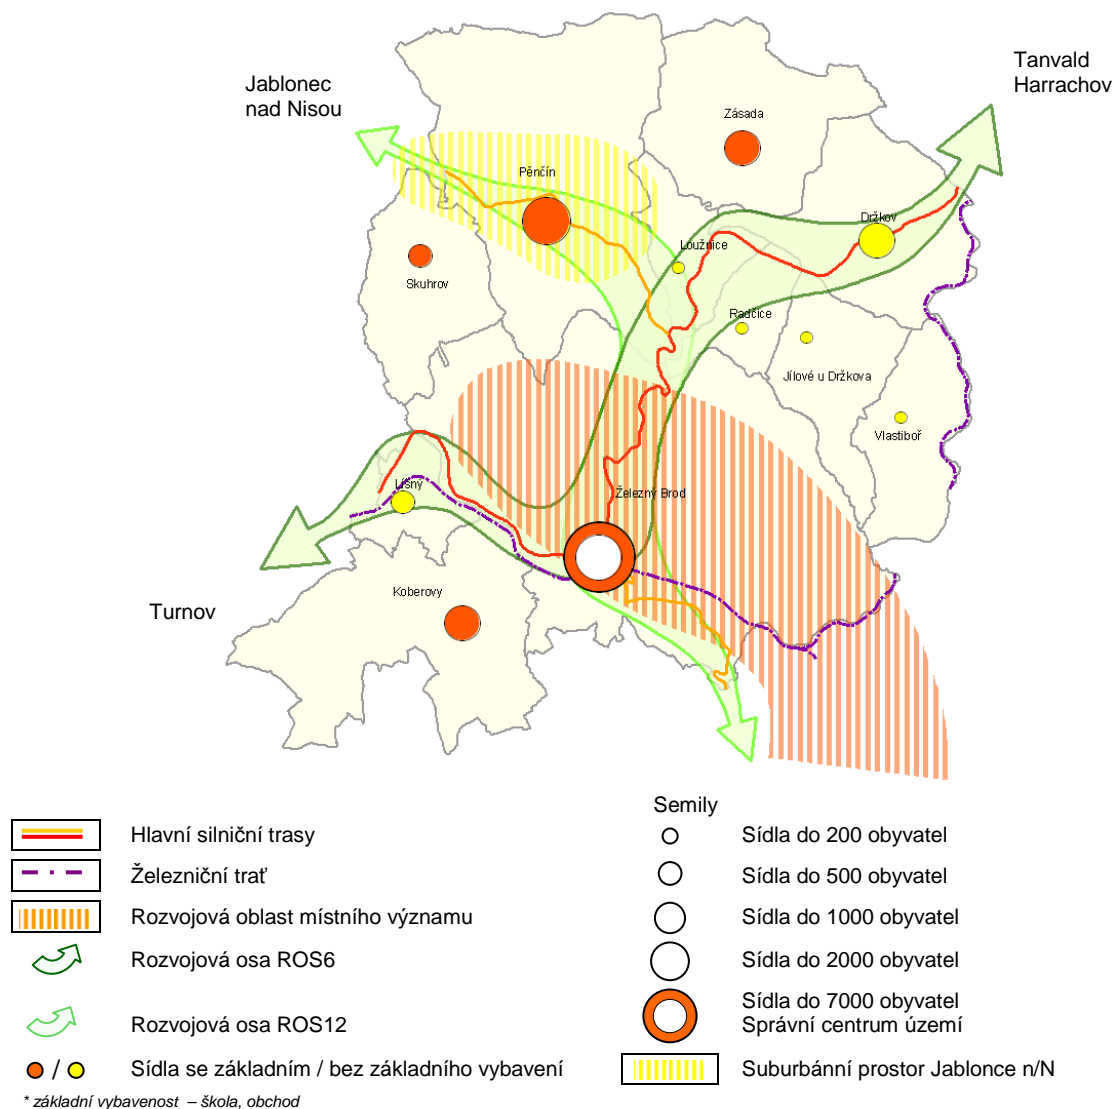 Tanvald
Harrachov
Jablonec
nad Nisou
Zásada
Pěnčín
Držkov
Loužnice
Skuhrov
Radčice
Jílové u Držkova
Vlastiboř
Líšny
Železný Brod
Koberovy
Turnov
Semily
Hlavní silniční trasy
Železniční trať
Rozvojová oblast místního významu
Rozvojová osa ROS6
Rozvojová osa ROS12
/
Sídla se základním / bez základního vybavení
* základní vybavenost – škola, obchod
Sídla do 200 obyvatel
Sídla do 500 obyvatel
Sídla do 1000 obyvatel
Sídla do 2000 obyvatel
Sídla do 7000 obyvatel
Správní centrum území
Suburbánní prostor Jablonce n/N